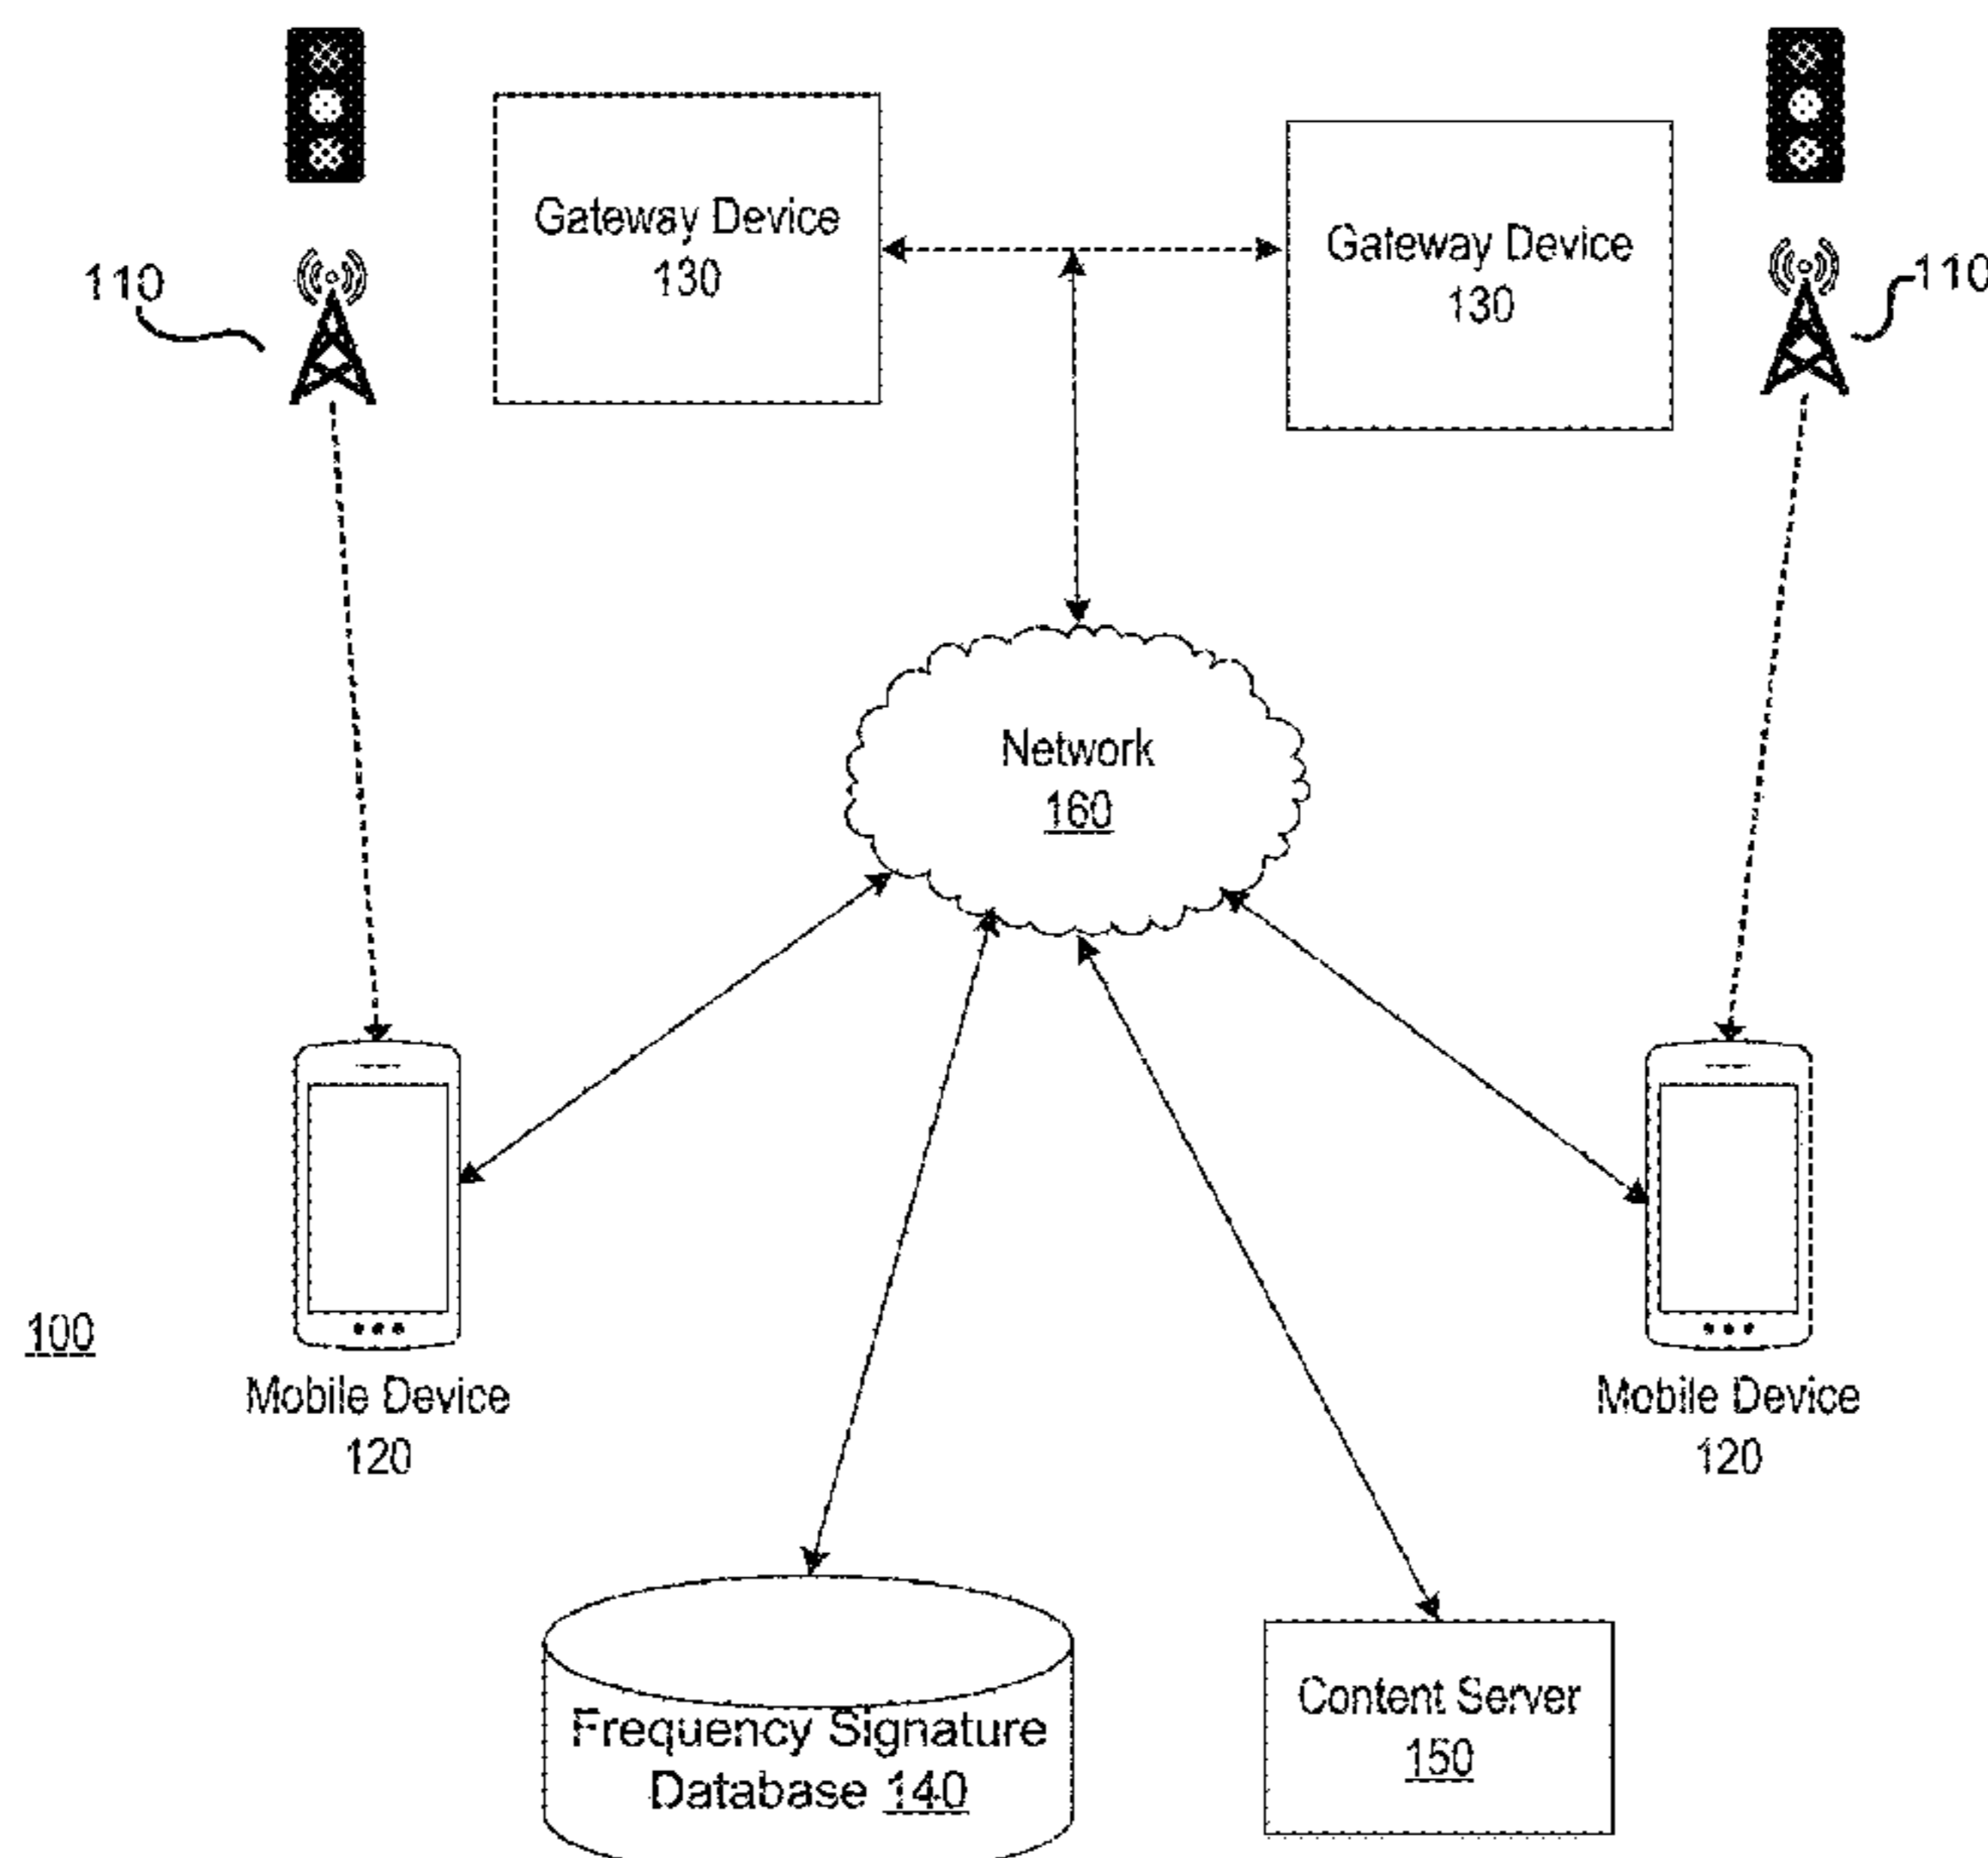 Gateway Device
130
Gateway Device
130
110
110
Network
160
100
Mobile Device
120
Mobile Device
120
Frequency Signature
Database 140
Content Server
150